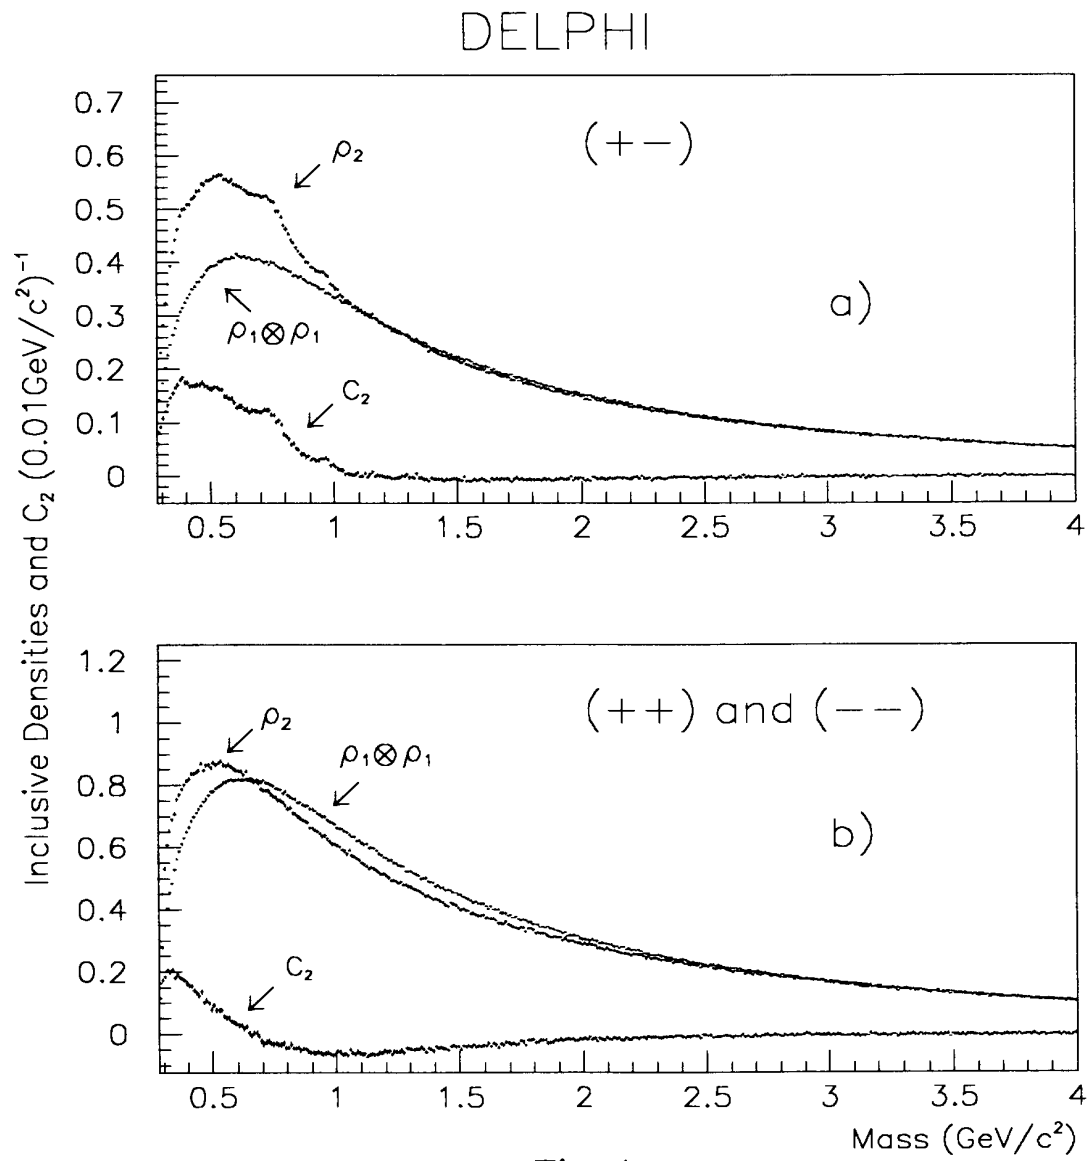 DELPHI
Inclusive Densities and C₂ (0.01GeV/c²)⁻¹
(+−)
0.7
0.6
0.5
0.4
0.3
0.2
0.1
0
ρ₂
ρ₁⊗ρ₁
C₂
a)
0.5 1 1.5 2 2.5 3 3.5 4
(++) and (−−)
1.2
1
0.8
0.6
0.4
0.2
0
ρ₂
ρ₁⊗ρ₁
C₂
b)
0.5 1 1.5 2 2.5 3 3.5 4
Mass (GeV/c²)